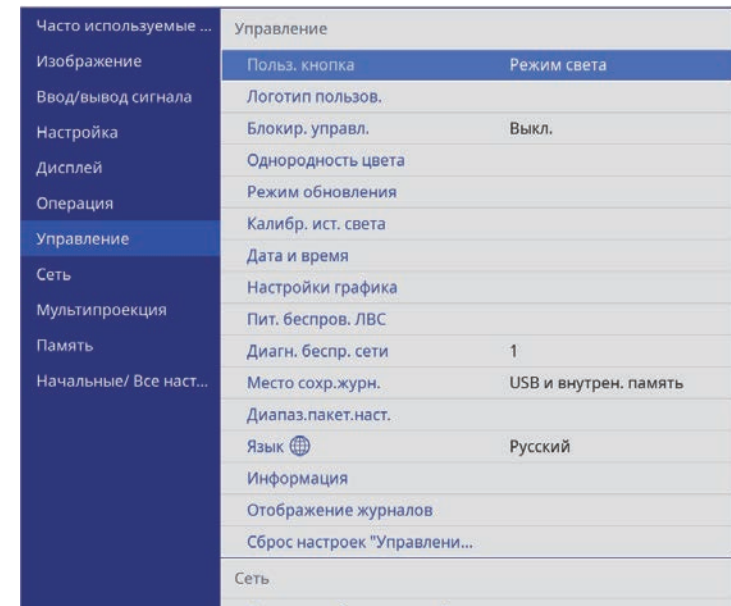 Часто используемые ...
Изображение
Ввод/вывод сигнала
Настройка
Дисплей
Операция
Управление
Сеть
Мультипроекция
Память
Начальные/ Все наст...
Управление
Польз. кнопка Режим света
Логотип пользов.
Блокир. управл. Выкл.
Однородность цвета
Режим обновления
Калибр. ист. света
Дата и время
Настройки графика
Пит. беспров. ЛВС
Диагн. беспр. сети 1
Место сохр.журн. USB и внутрен. память
Диапаз.пакет.наст.
Язык Русский
Информация
Отображение журналов
Сброс настроек "Управлени...
Сеть